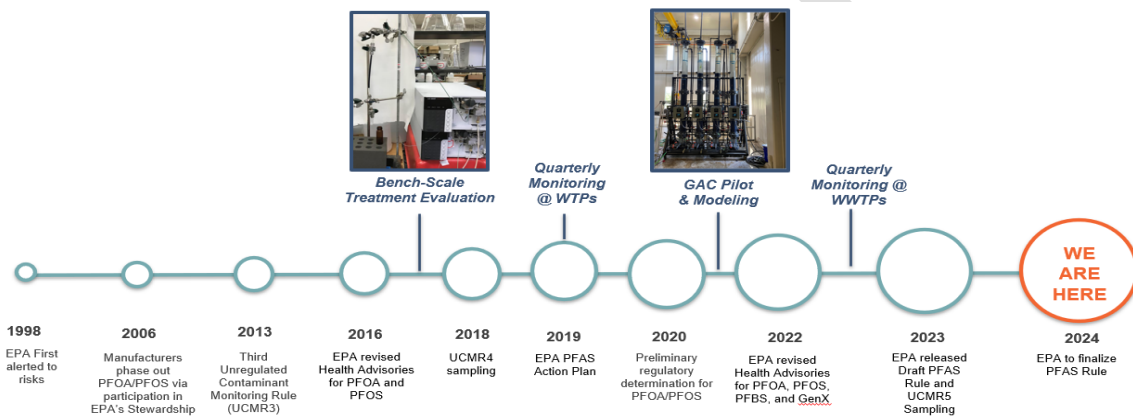 Bench-Scale
Treatment Evaluation
Quarterly
Monitoring
@ WTPs
GAC Pilot
& Modeling
Quarterly
Monitoring @
WWTPs
WE
ARE
HERE
1998
EPA First
alerted to
risks
2006
Manufacturers
phase out
PFOA/PFOS via
participation in
EPA's Stewardship
2013
Third
Unregulated
Contaminant
Monitoring Rule
(UCMR3)
2016
EPA revised
Health Advisories
for PFOA and
PFOS
2018
UCMR4
sampling
2019
EPA PFAS
Action Plan
2020
Preliminary
regulatory
determination for
PFOA/PFOS
2022
EPA revised
Health Advisories
for PFOA, PFOS,
PFBS, and GenX
2023
EPA released
Draft PFAS
Rule and
UCMR5
Sampling
2024
EPA to finalize
PFAS Rule